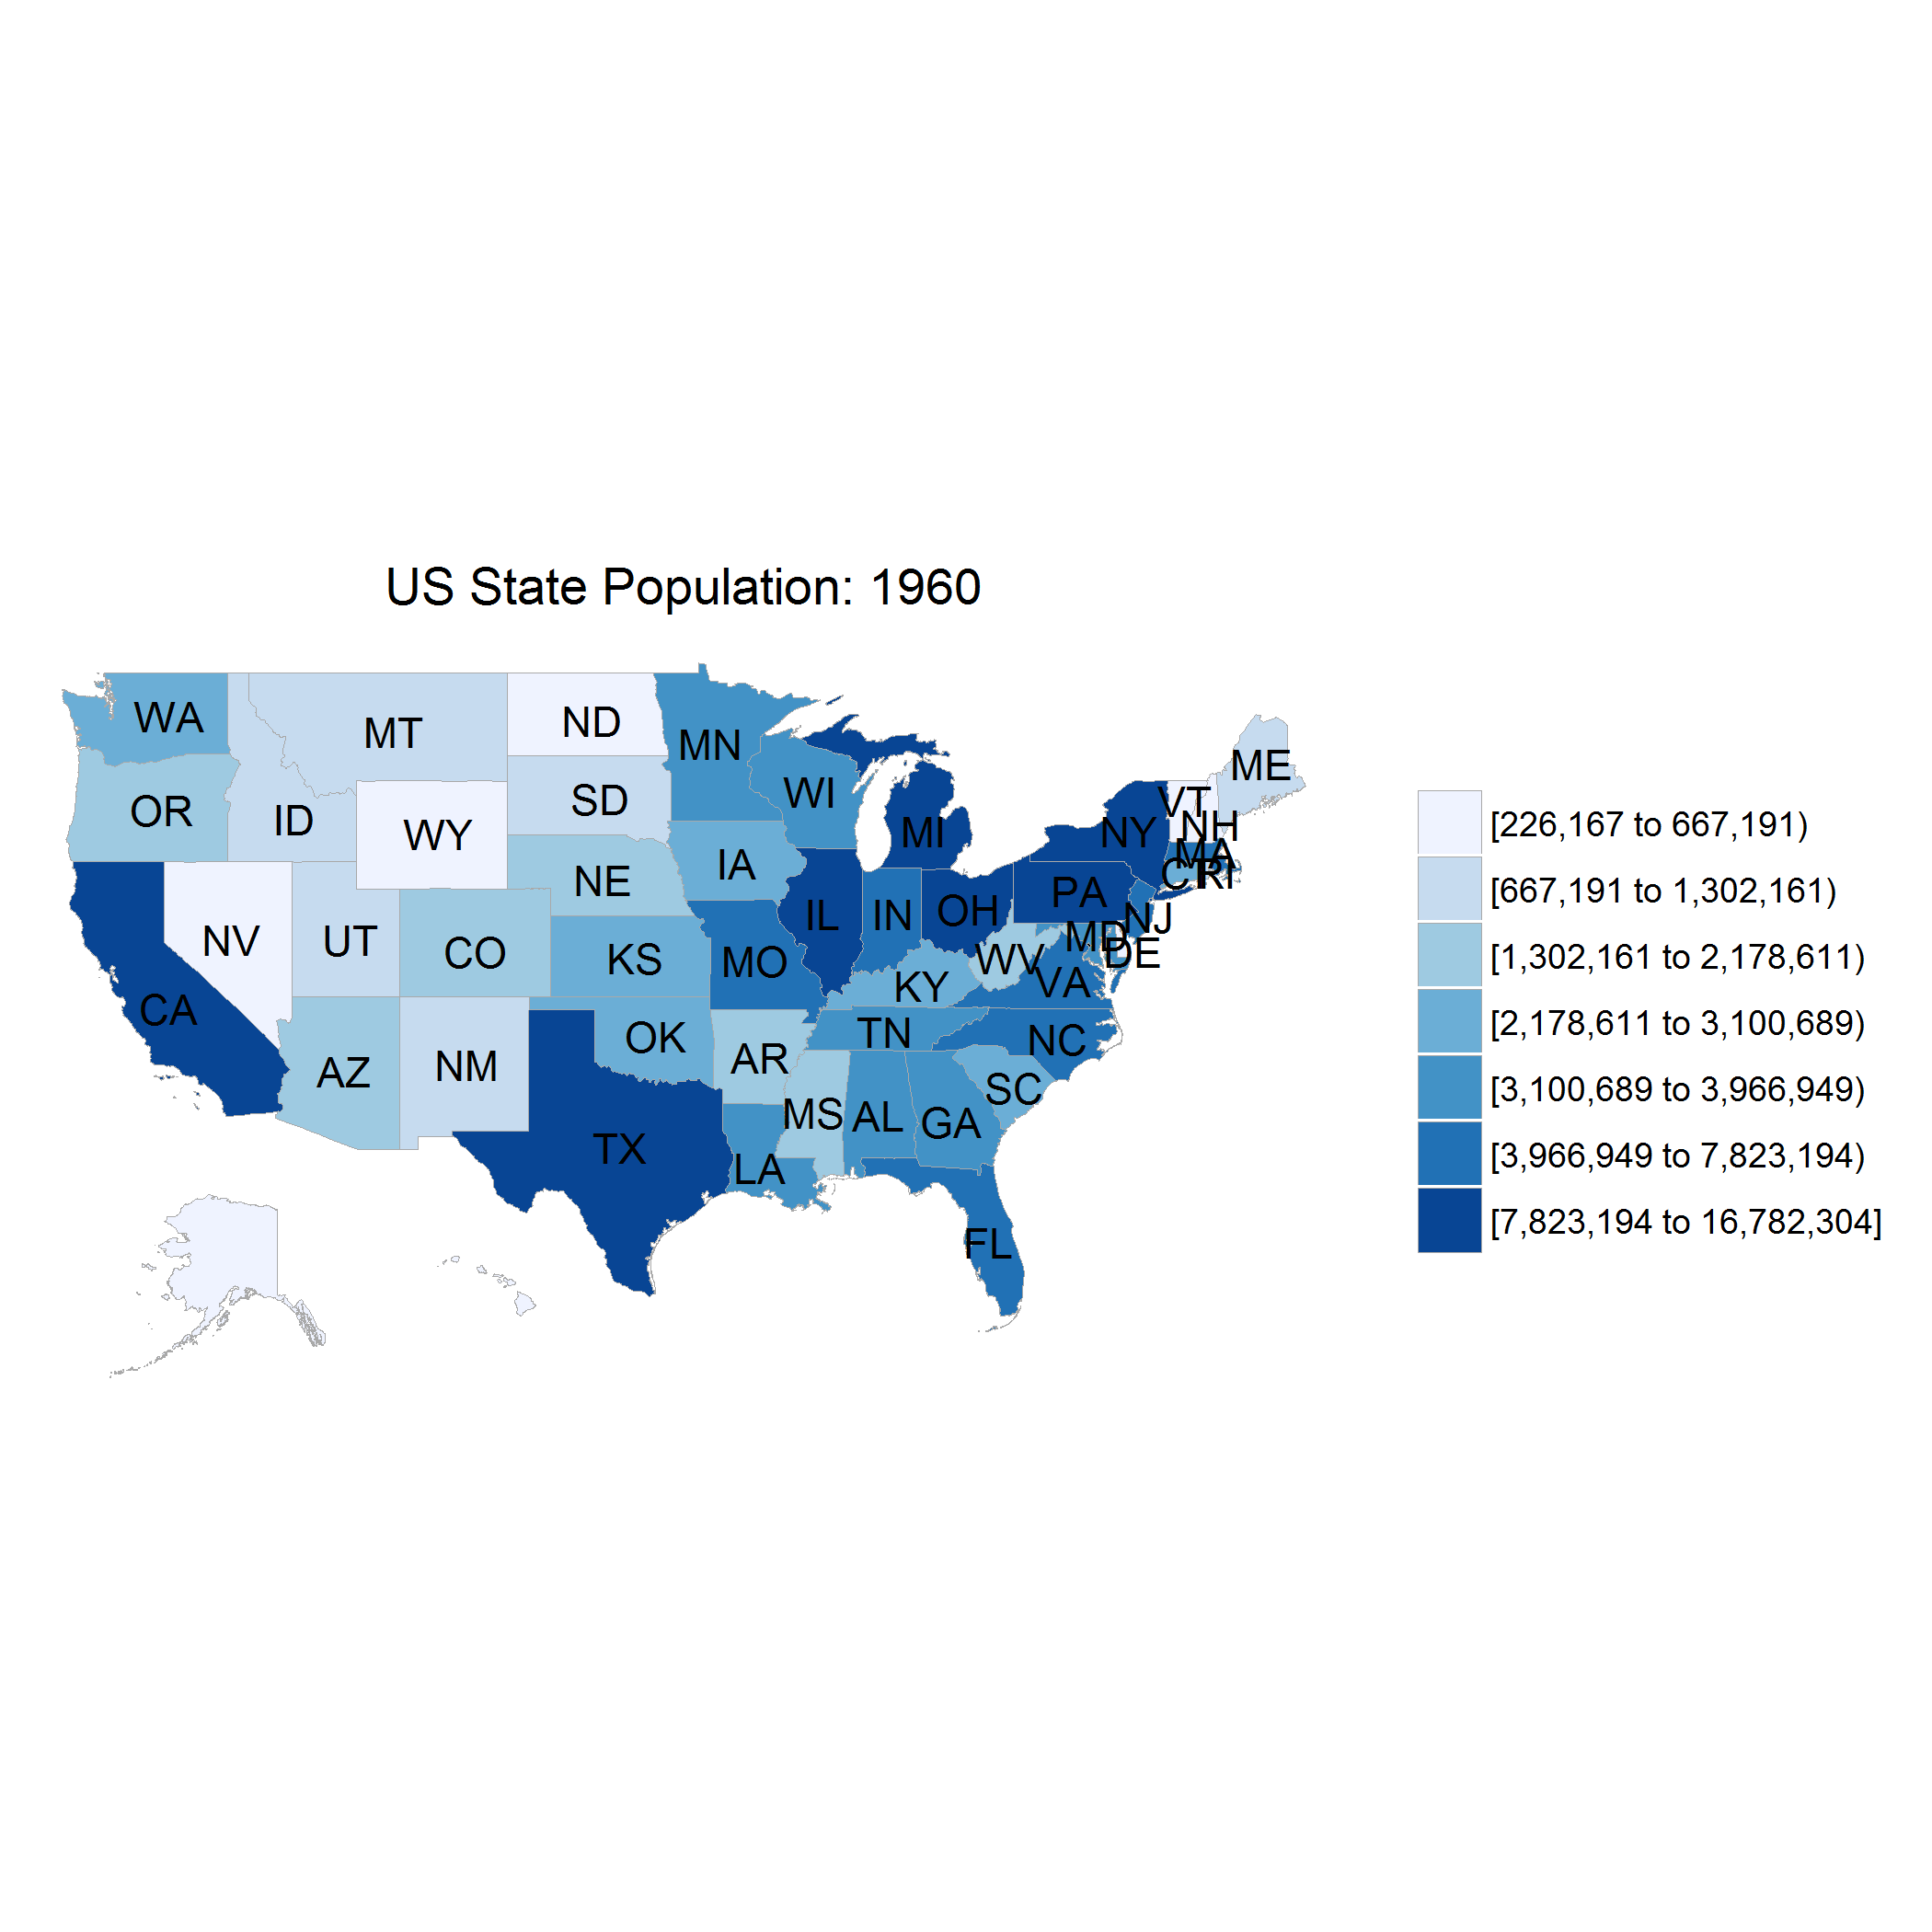 US State Population: 1960
WA
MT
ND
MN
ME
OR
ID
SD
WI
VT
WY
MI
NY
NH
NE
IA
MA
CT
RI
PA
NV
UT
CO
KS
MO
IL
IN
OH
NJ
MD
DE
WV
VA
KY
CA
OK
TN
NC
AZ
NM
AR
SC
MS
AL
GA
TX
LA
FL
[226,167 to 667,191)
[667,191 to 1,302,161)
[1,302,161 to 2,178,611)
[2,178,611 to 3,100,689)
[3,100,689 to 3,966,949)
[3,966,949 to 7,823,194)
[7,823,194 to 16,782,304]